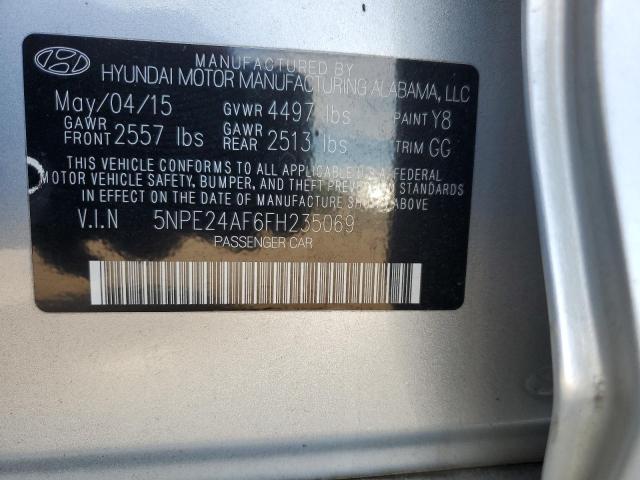 MANUFACTURED BY
HYUNDAI MOTOR MANUFACTURING ALABAMA, LLC
May/04/15 GVWR 4497 lbs PAINT Y8
GAWR FRONT 2557 lbs GAWR REAR 2513 lbs TRIM GG
THIS VEHICLE CONFORMS TO ALL APPLICABLE U.S.A FEDERAL
MOTOR VEHICLE SAFETY, BUMPER, AND THEFT PREVENTION STANDARDS
IN EFFECT ON THE DATE OF MANUFACTURE SHOWN ABOVE
V.I.N 5NPE24AF6FH235069
PASSENGER CAR